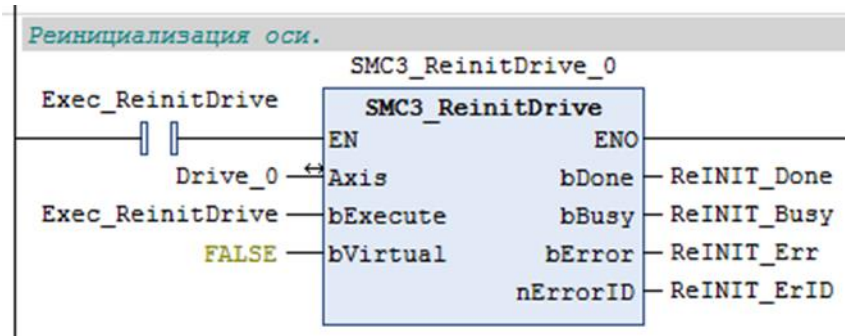 Реинициализация оси.
SMC3_ReinitDrive_0
Exec_ReinitDrive
SMC3_ReinitDrive
EN ENO
Drive_0 Axis bDone ReINIT_Done
Exec_ReinitDrive bExecute bBusy ReINIT_Busy
FALSE bVirtual bError ReINIT_Err
nErrorID ReINIT_ErID